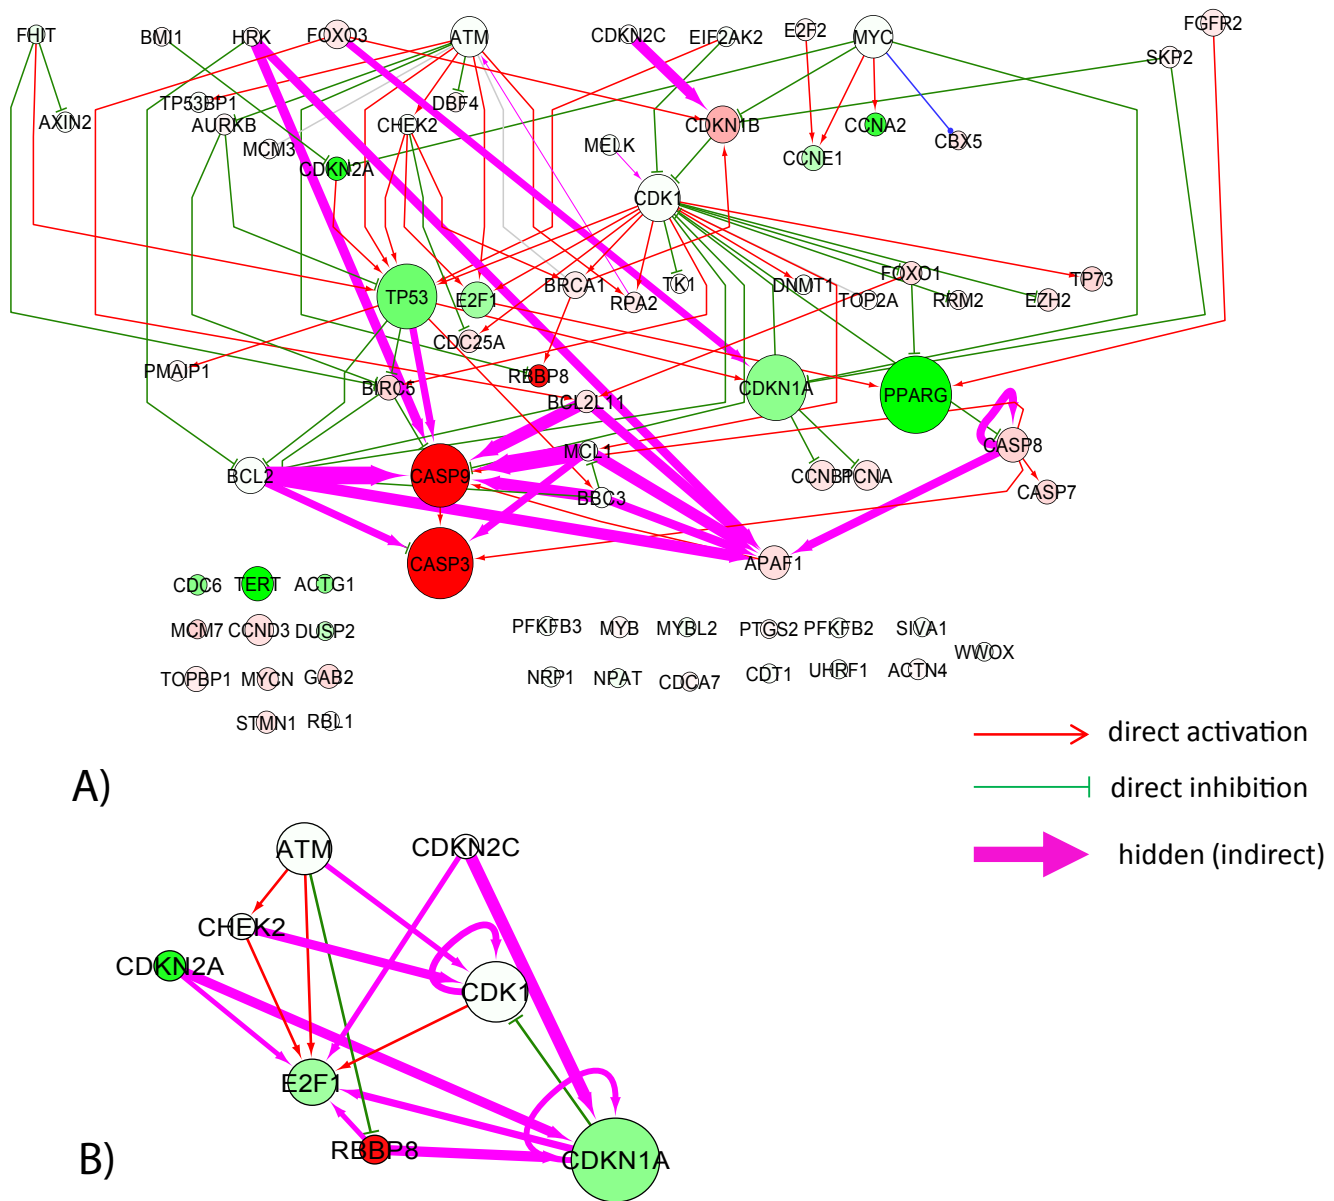 FHIT BMI1 HRK FOXO3 ATM CDKN2C EIF2AK2 E2F2 MYC FGFR2
SKP2
TP53BP1 DBF4
AXIN2 AURKB CHEK2 CDKN1B CCNA2
MCM3 MELK CCNE1 CBX5
CDKN2A
CDK1
TP53 E2F1 BRCA1 TK1 DNMT1 FOXO1 TP73
RPA2 TOP2A RRM2 EZH2
CDC25A
PMAIP1 RBBP8
BIRC5 CDKN1A PPARG
BCL2L11
MCL1 CASP8
BCL2 CASP9 CCNB1 PCNA
BBC3 CASP7
CASP3 APAF1
CDC6 TERT ACTG1
MCM7 CCND3 DUSP2 PFKFB3 MYB MYBL2 PTGS2 PFKFB2 SIVA1
WWOX
TOPBP1 MYCN GAB2 NRP1 NPAT CDCA7 CDT1 UHRF1 ACTN4
STMN1 RBL1
direct activation
A) direct inhibition
hidden (indirect)
ATM CDKN2C
CHEK2
CDKN2A
CDK1
E2F1
RBBP8
B) CDKN1A